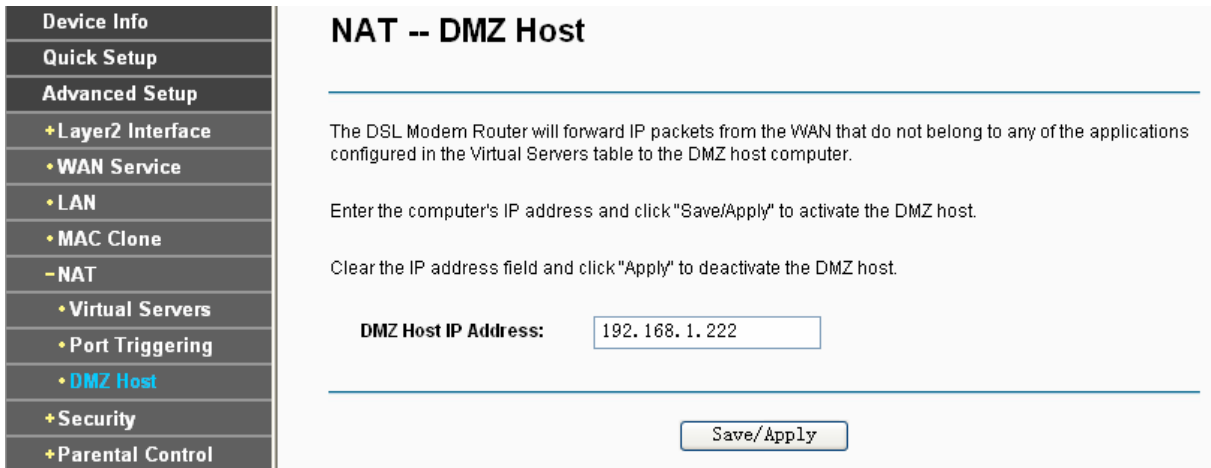 Device Info
Quick Setup
Advanced Setup
+Layer2 Interface
•WAN Service
•LAN
•MAC Clone
−NAT
•Virtual Servers
•Port Triggering
•DMZ Host
+Security
+Parental Control
NAT -- DMZ Host
The DSL Modem Router will forward IP packets from the WAN that do not belong to any of the applications
configured in the Virtual Servers table to the DMZ host computer.
Enter the computer's IP address and click "Save/Apply" to activate the DMZ host.
Clear the IP address field and click "Apply" to deactivate the DMZ host.
DMZ Host IP Address: 192.168.1.222
Save/Apply